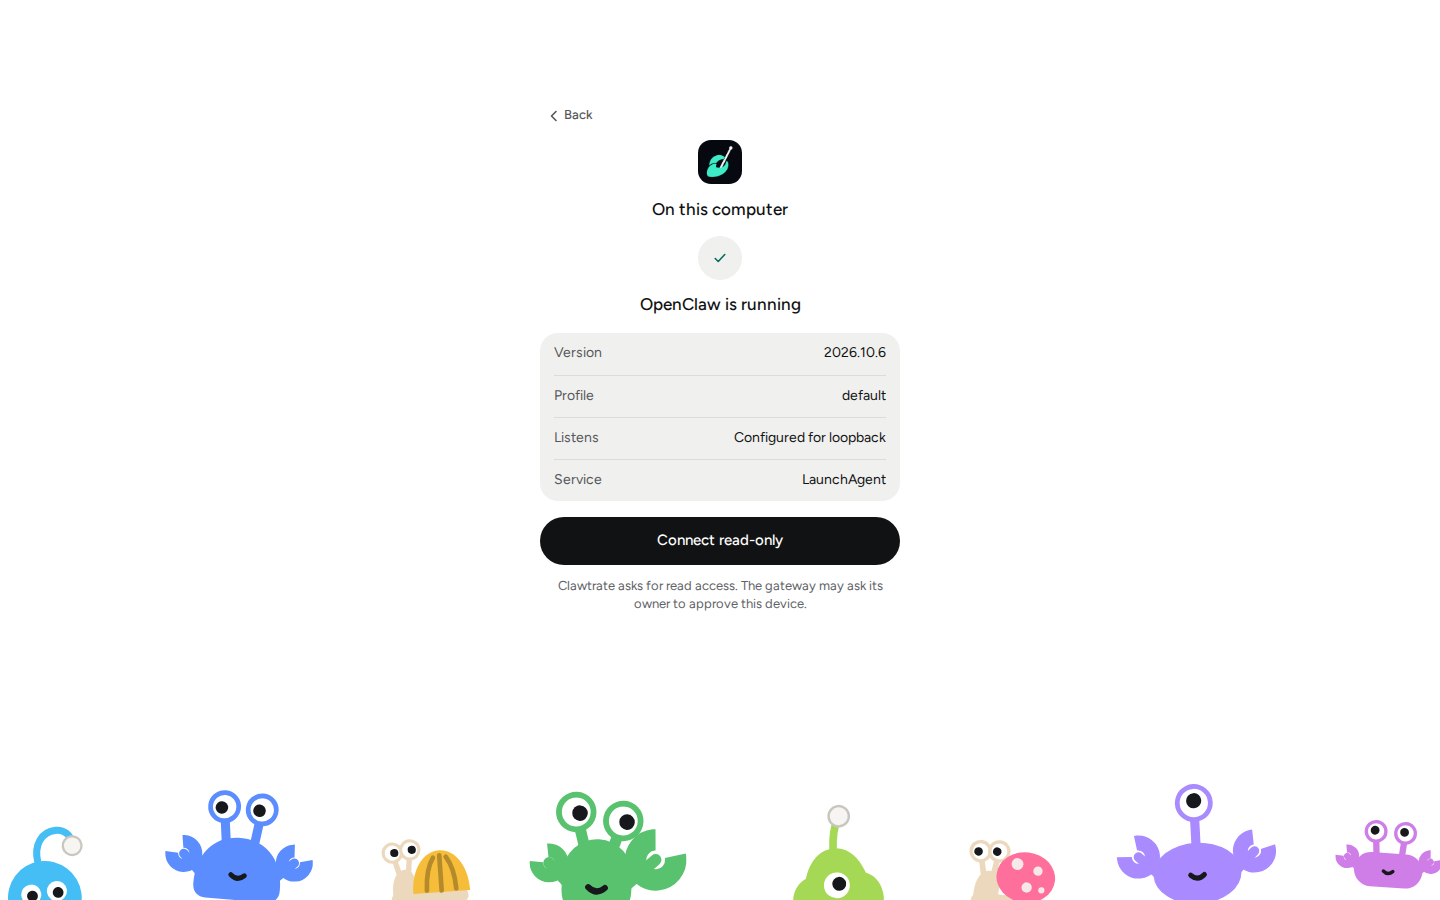 Back
On this computer
OpenClaw is running
Version 2026.10.6
Profile default
Listens Configured for loopback
Service LaunchAgent
Connect read-only
Clawtrate asks for read access. The gateway may ask its
owner to approve this device.